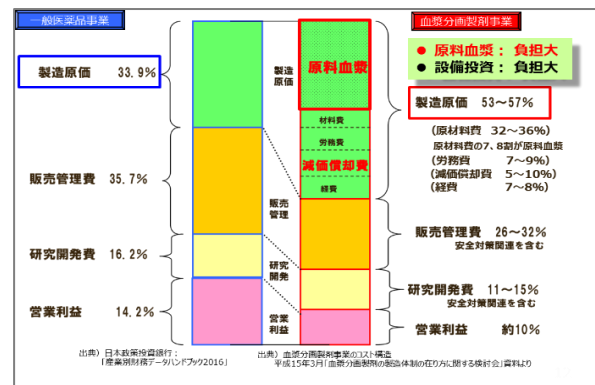 一般医薬品事業
血漿分画製剤事業
● 原料血漿： 負担大
● 設備投資： 負担大
製造原価 33.9%
製造
原価
原料血漿
材料費
労務費
減価償却費
経費
製造原価 53～57%
(原材料費 32～36%)
原材料費の7、8割が原料血漿
(労務費 7～9%)
(減価償却費 5～10%)
(経費 7～8%)
販売管理費 35.7%
販売
管理
販売管理費 26～32%
安全対策関連を含む
研究開発費 16.2%
研究
開発
研究開発費 11～15%
安全対策関連を含む
営業利益 14.2%
営業
利益
営業利益 約10%
出典）日本政策投資銀行：
「産業別財務データハンドブック2016」
出典）血漿分画製剤事業のコスト構造
平成15年3月「血漿分画製剤の製造体制の在り方に関する検討会」資料より